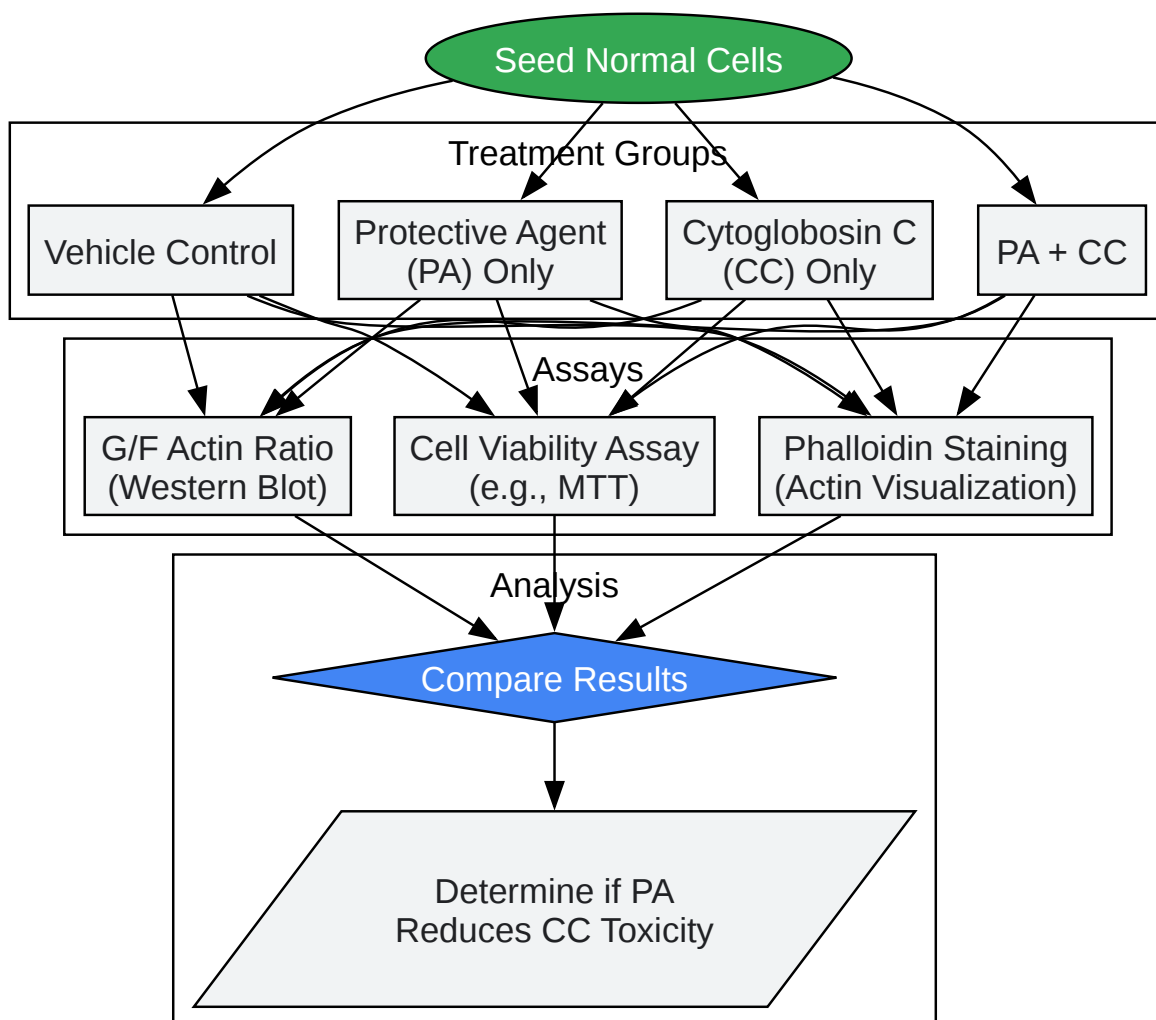 Seed Normal Cells
Treatment Groups
Vehicle Control
Protective Agent
(PA) Only
Cytoglobosin C
(CC) Only
PA + CC
Assays
G/F Actin Ratio
(Western Blot)
Cell Viability Assay
(e.g., MTT)
Phalloidin Staining
(Actin Visualization)
Analysis
Compare Results
Determine if PA
Reduces CC Toxicity